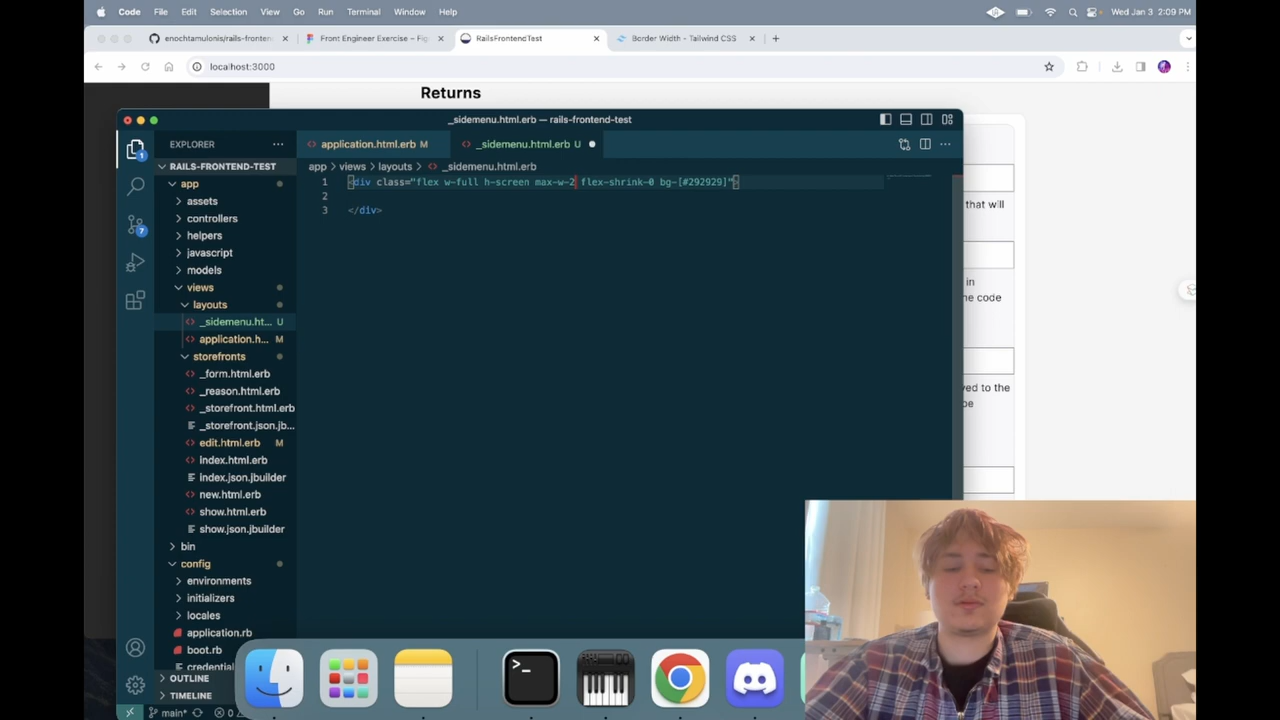 Code File Edit Selection View Go Run Terminal Window Help Wed Jan 3 2:09 PM
enochtamulonis/rails-fronten Front Engineer Exercise – Fig RailsFrontendTest Border Width - Tailwind CSS
localhost:3000
Returns
_sidemenu.html.erb — rails-frontend-test
EXPLORER
application.html.erb M _sidemenu.html.erb U
RAILS-FRONTEND-TEST
app > views > layouts > _sidemenu.html.erb
app
assets
controllers
helpers
javascript
models
views
layouts
_sidemenu.ht... U
application.h... M
storefronts
_form.html.erb
_reason.html.erb
_storefront.html.erb
_storefront.json.jb...
edit.html.erb M
index.html.erb
index.json.jbuilder
new.html.erb
show.html.erb
show.json.jbuilder
bin
config
environments
initializers
locales
application.rb
boot.rb
credential
OUTLINE
TIMELINE
1 <div class="flex w-full h-screen max-w-2 flex-shrink-0 bg-[#292929]">
2
3 </div>
that will
in
e code
ved to the
be
1
7
main* 0
>_